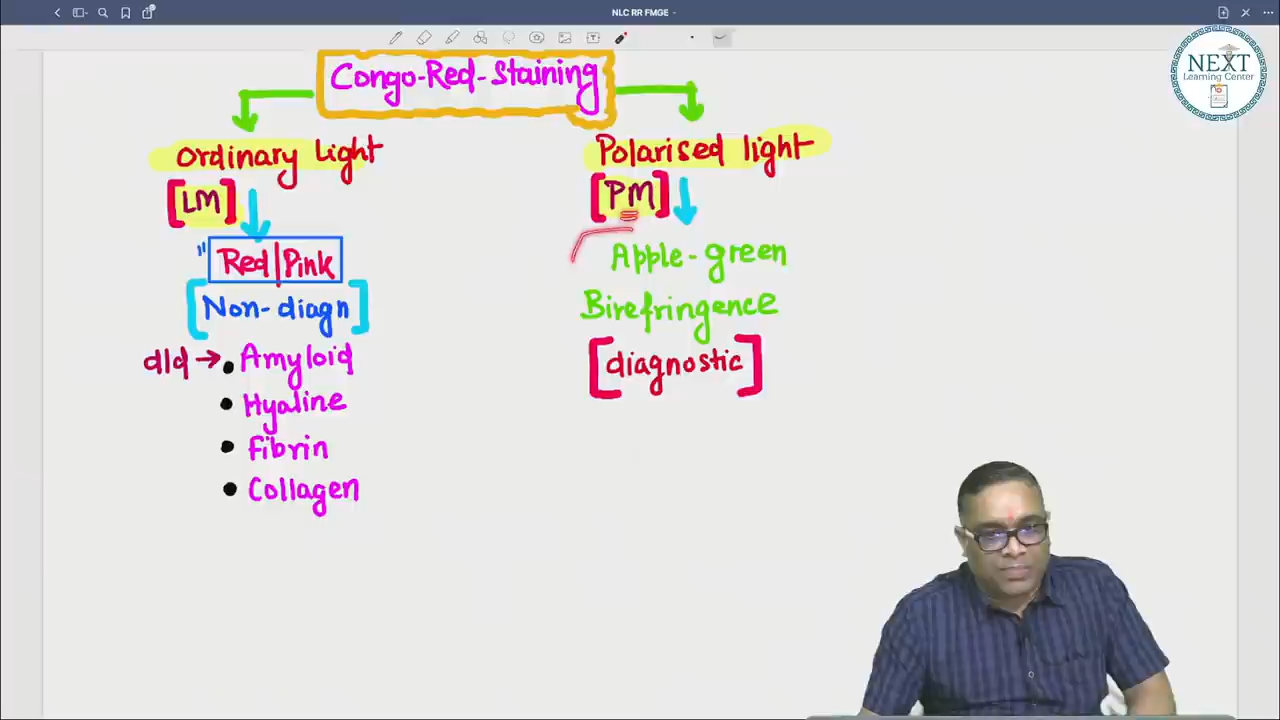 NLC RR FMGE
NEXT
Learning Center
Congo-Red-Staining
Ordinary Light
[LM]
"Red|Pink
[Non-diagn]
d/d → • Amyloid
• Hyaline
• Fibrin
• Collagen
Polarised light
[PM]
Apple-green
Birefringence
[diagnostic]